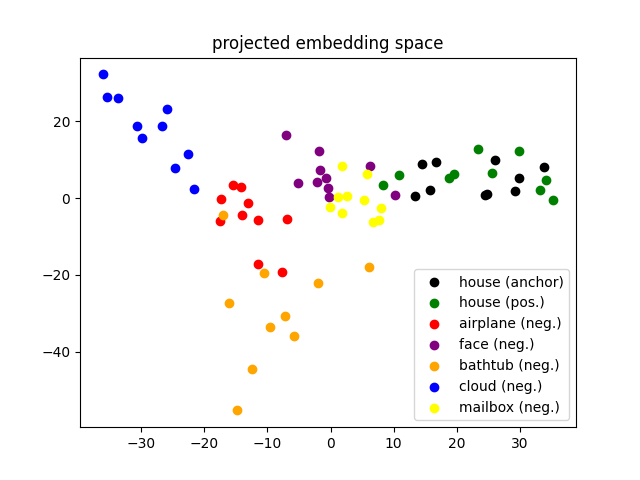 projected embedding space
20
0
−20
−40
−30
−20
−10
0
10
20
30
house (anchor)
house (pos.)
airplane (neg.)
face (neg.)
bathtub (neg.)
cloud (neg.)
mailbox (neg.)